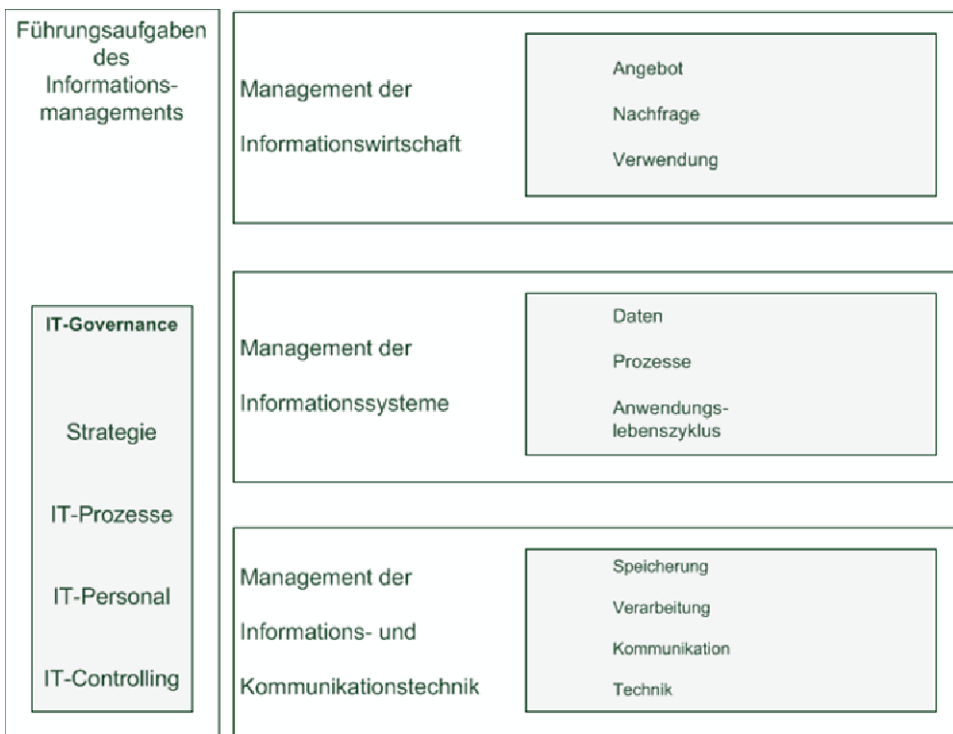 Führungsaufgaben
des
Informations-
managements
IT-Governance
Strategie
IT-Prozesse
IT-Personal
IT-Controlling
Management der
Informationswirtschaft
Angebot
Nachfrage
Verwendung
Management der
Informationssysteme
Daten
Prozesse
Anwendungs-
lebenszyklus
Management der
Informations- und
Kommunikationstechnik
Speicherung
Verarbeitung
Kommunikation
Technik